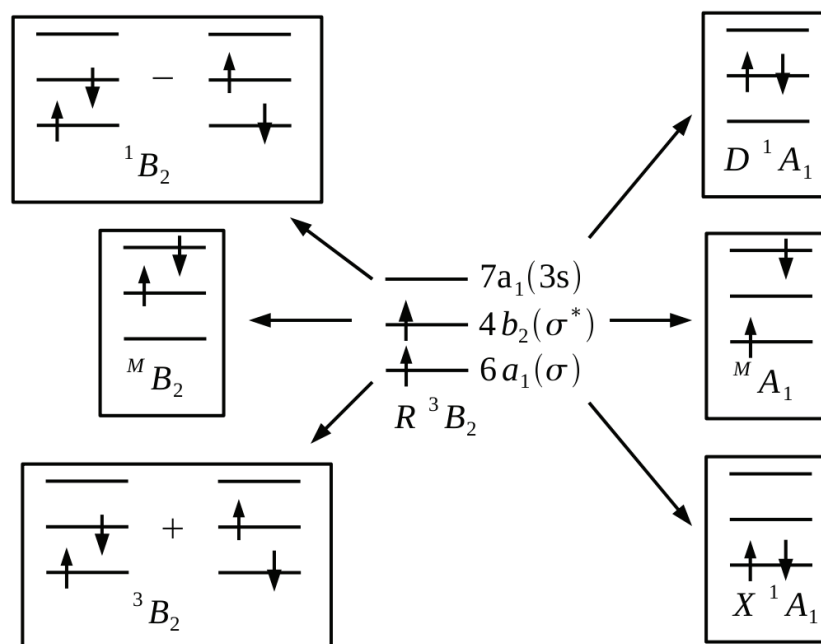 − 
¹B₂
D ¹A₁
ᴹB₂
7a₁(3s)
4b₂(σ*)
6a₁(σ)
R ³B₂
ᴹA₁
+
³B₂
X ¹A₁